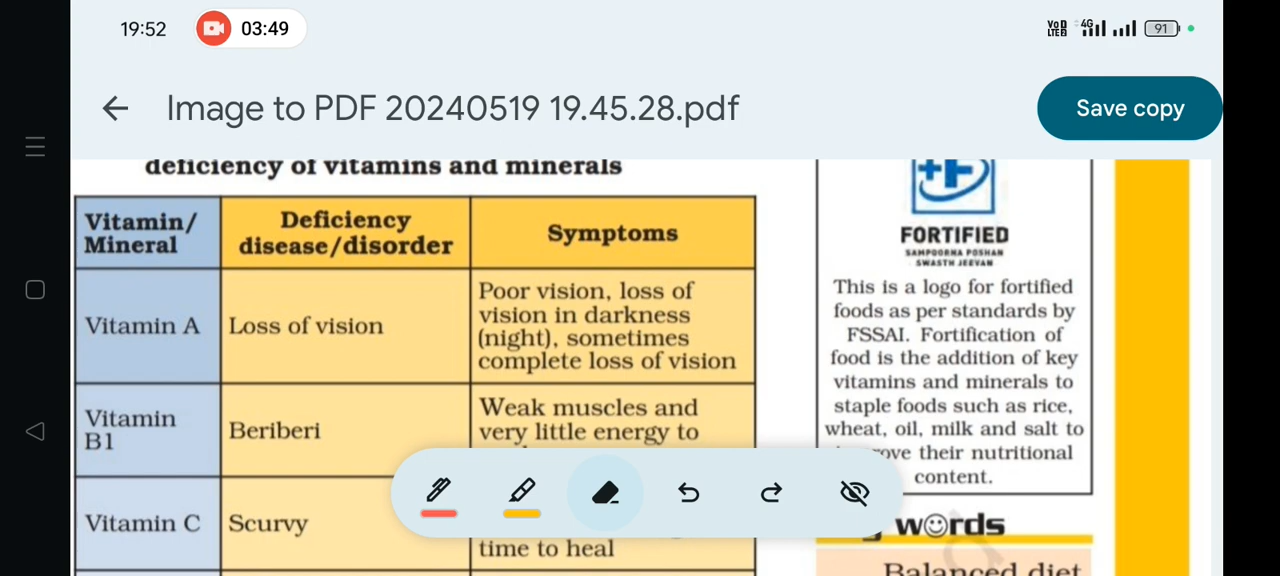 19:52
03:49
VoD
LTE2
4G
91
Image to PDF 20240519 19.45.28.pdf
Save copy
deficiency of vitamins and minerals
Vitamin/
Mineral
Deficiency
disease/disorder
Symptoms
Vitamin A
Loss of vision
Poor vision, loss of
vision in darkness
(night), sometimes
complete loss of vision
Vitamin
B1
Beriberi
Weak muscles and
very little energy to
Vitamin C
Scurvy
time to heal
+F
FORTIFIED
SAMPOORNA POSHAN
SWASTH JEEVAN
This is a logo for fortified
foods as per standards by
FSSAI. Fortification of
food is the addition of key
vitamins and minerals to
staple foods such as rice,
wheat, oil, milk and salt to
their nutritional
content.
words
Balanced diet